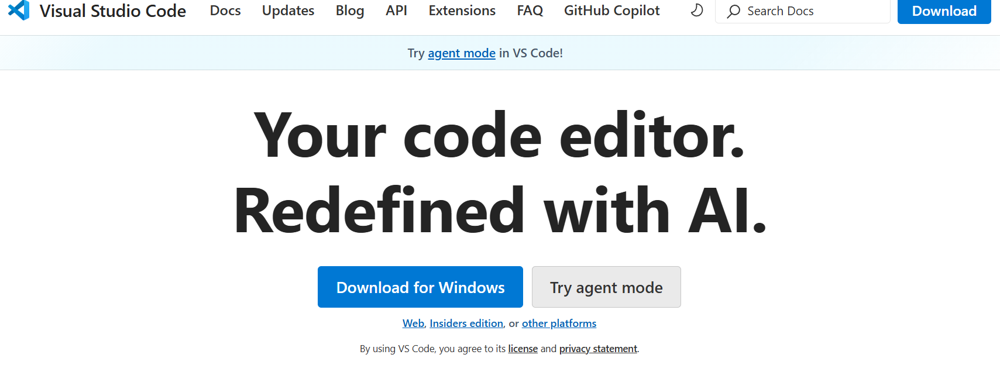 Visual Studio Code Docs Updates Blog API Extensions FAQ GitHub Copilot Search Docs Download
Try agent mode in VS Code!
Your code editor.
Redefined with AI.
Download for Windows Try agent mode
Web, Insiders edition, or other platforms
By using VS Code, you agree to its license and privacy statement.